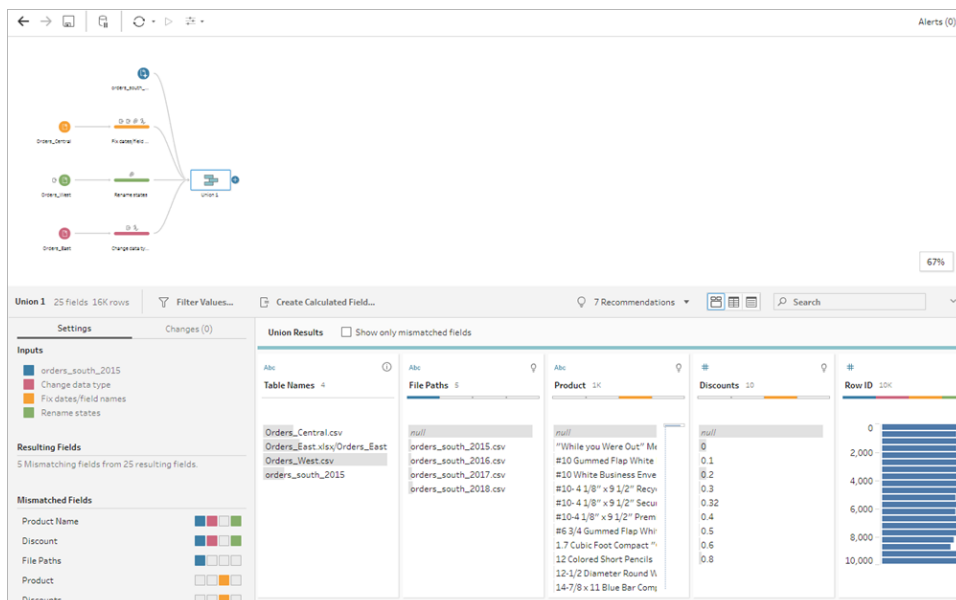 Alerts (0)
orders_south_...
Orders_Central
Fix dates/field ...
Orders_West
Rename states
Union 1
Orders_East
Change data ty...
67%
Union 1 25 fields 16K rows
Filter Values...
Create Calculated Field...
7 Recommendations
Search
Settings
Changes (0)
Inputs
orders_south_2015
Change data type
Fix dates/field names
Rename states
Resulting Fields
5 Mismatching fields from 25 resulting fields.
Mismatched Fields
Product Name
Discount
File Paths
Product
Discounts
Union Results
Show only mismatched fields
Abc
Table Names 4
Orders_Central.csv
Orders_East.xlsx/Orders_East
Orders_West.csv
orders_south_2015
Abc
File Paths 5
null
orders_south_2015.csv
orders_south_2016.csv
orders_south_2017.csv
orders_south_2018.csv
Abc
Product 1K
null
"While you Were Out" Me
#10 Gummed Flap White
#10 White Business Enve
#10- 4 1/8" x 9 1/2" Recy
#10-4 1/8" x 9 1/2" Secu
#10-4 1/8" x 9 1/2" Prem
#6 3/4 Gummed Flap Whi
1.7 Cubic Foot Compact "
12 Colored Short Pencils
12-1/2 Diameter Round W
14-7/8 x 11 Blue Bar Comp
#
Discounts 10
null
0
0.1
0.2
0.3
0.32
0.4
0.5
0.6
0.8
#
Row ID 10K
0
2,000
4,000
6,000
8,000
10,000